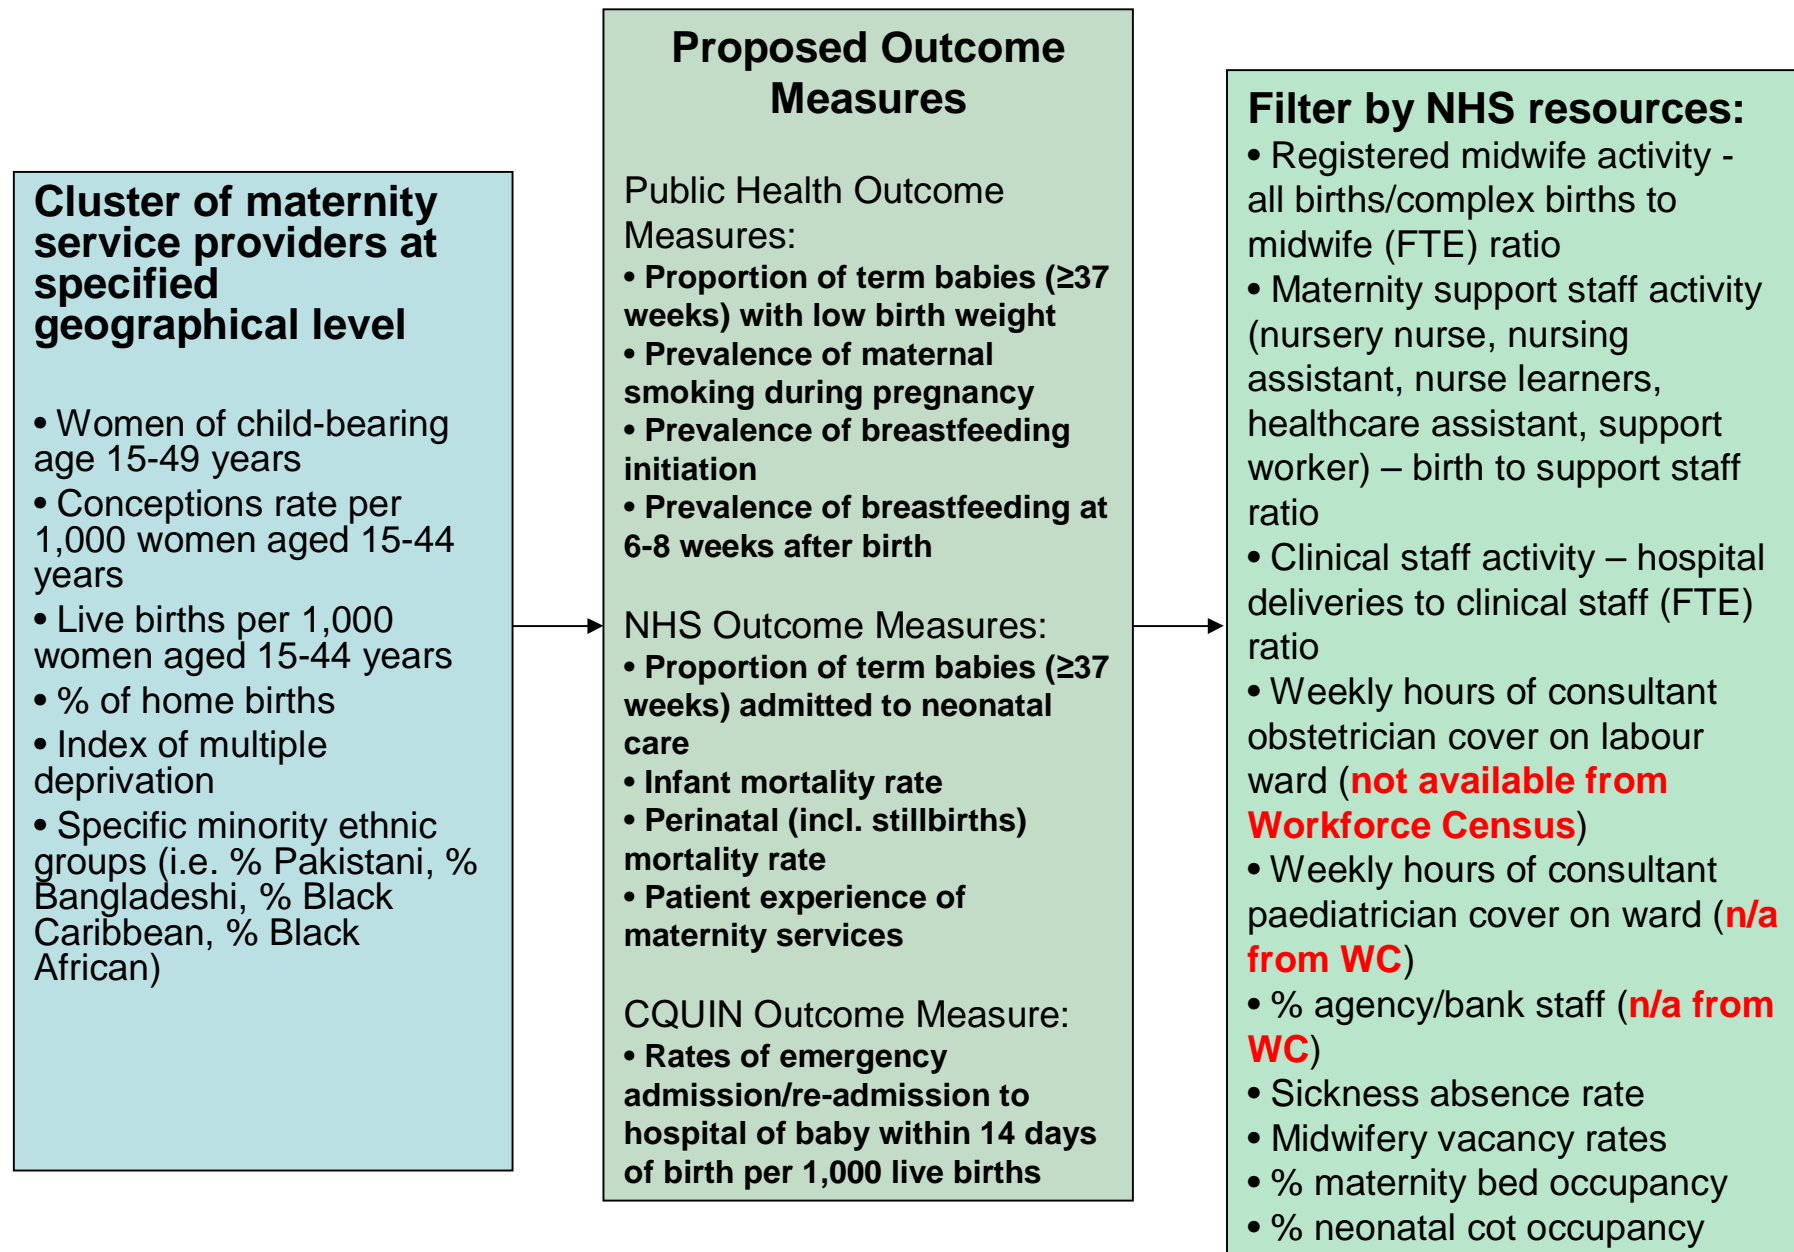 Cluster of maternity
service providers at
specified
geographical level
• Women of child-bearing
age 15-49 years
• Conceptions rate per
1,000 women aged 15-44
years
• Live births per 1,000
women aged 15-44 years
• % of home births
• Index of multiple
deprivation
• Specific minority ethnic
groups (i.e. % Pakistani, %
Bangladeshi, % Black
Caribbean, % Black
African)
Proposed Outcome
Measures
Public Health Outcome
Measures:
• Proportion of term babies (≥37
weeks) with low birth weight
• Prevalence of maternal
smoking during pregnancy
• Prevalence of breastfeeding
initiation
• Prevalence of breastfeeding at
6-8 weeks after birth
NHS Outcome Measures:
• Proportion of term babies (≥37
weeks) admitted to neonatal
care
• Infant mortality rate
• Perinatal (incl. stillbirths)
mortality rate
• Patient experience of
maternity services
CQUIN Outcome Measure:
• Rates of emergency
admission/re-admission to
hospital of baby within 14 days
of birth per 1,000 live births
Filter by NHS resources:
• Registered midwife activity -
all births/complex births to
midwife (FTE) ratio
• Maternity support staff activity
(nursery nurse, nursing
assistant, nurse learners,
healthcare assistant, support
worker) – birth to support staff
ratio
• Clinical staff activity – hospital
deliveries to clinical staff (FTE)
ratio
• Weekly hours of consultant
obstetrician cover on labour
ward (not available from
Workforce Census)
• Weekly hours of consultant
paediatrician cover on ward (n/a
from WC)
• % agency/bank staff (n/a from
WC)
• Sickness absence rate
• Midwifery vacancy rates
• % maternity bed occupancy
• % neonatal cot occupancy